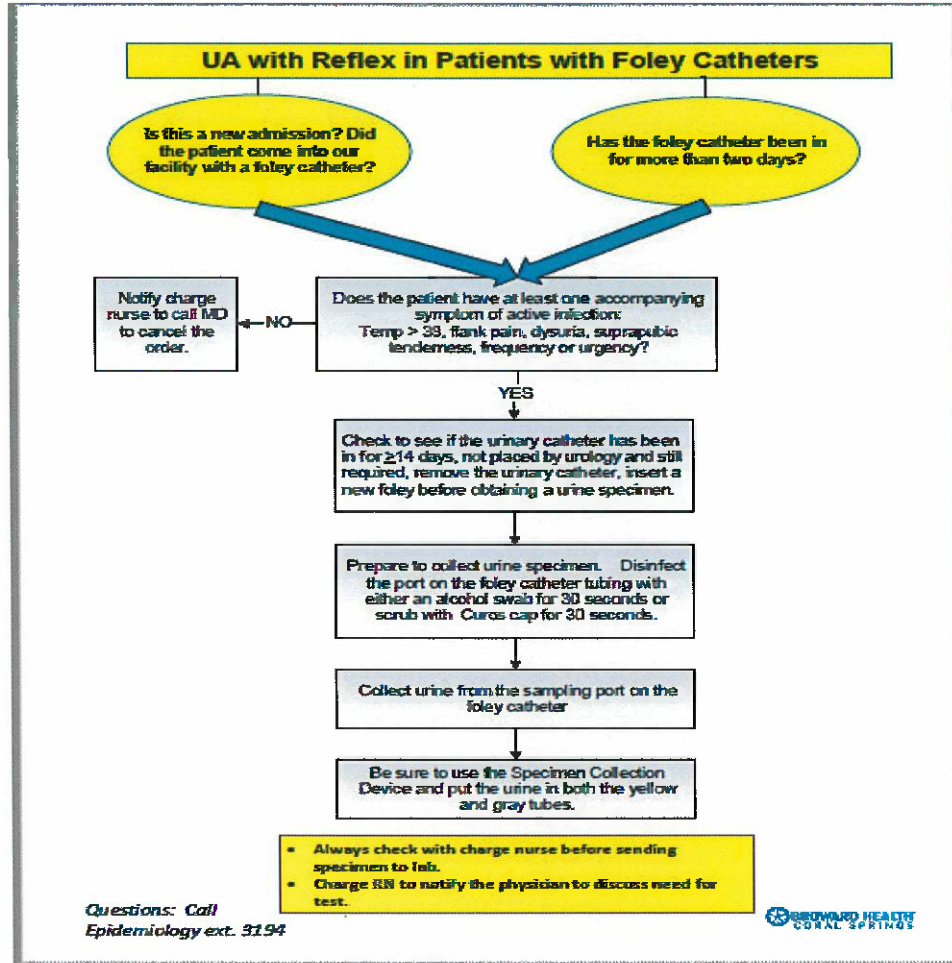 UA with Reflex in Patients with Foley Catheters
Is this a new admission? Did
the patient come into our
facility with a foley catheter?
Has the foley catheter been in
for more than two days?
Notify charge
nurse to call MD
to cancel the
order.
NO
Does the patient have at least one accompanying
symptom of active infection:
Temp > 38, flank pain, dysuria, suprapubic
tenderness, frequency or urgency?
YES
Check to see if the urinary catheter has been
in for ≥14 days, not placed by urology and still
required, remove the urinary catheter, insert a
new foley before obtaining a urine specimen.
Prepare to collect urine specimen. Disinfect
the port on the foley catheter tubing with
either an alcohol swab for 30 seconds or
scrub with Curos cap for 30 seconds.
Collect urine from the sampling port on the
foley catheter
Be sure to use the Specimen Collection
Device and put the urine in both the yellow
and gray tubes.
• Always check with charge nurse before sending
specimen to lab.
• Charge RN to notify the physician to discuss need for
test.
Questions: Call
Epidemiology ext. 3194
BROWARD HEALTH
CORAL SPRINGS